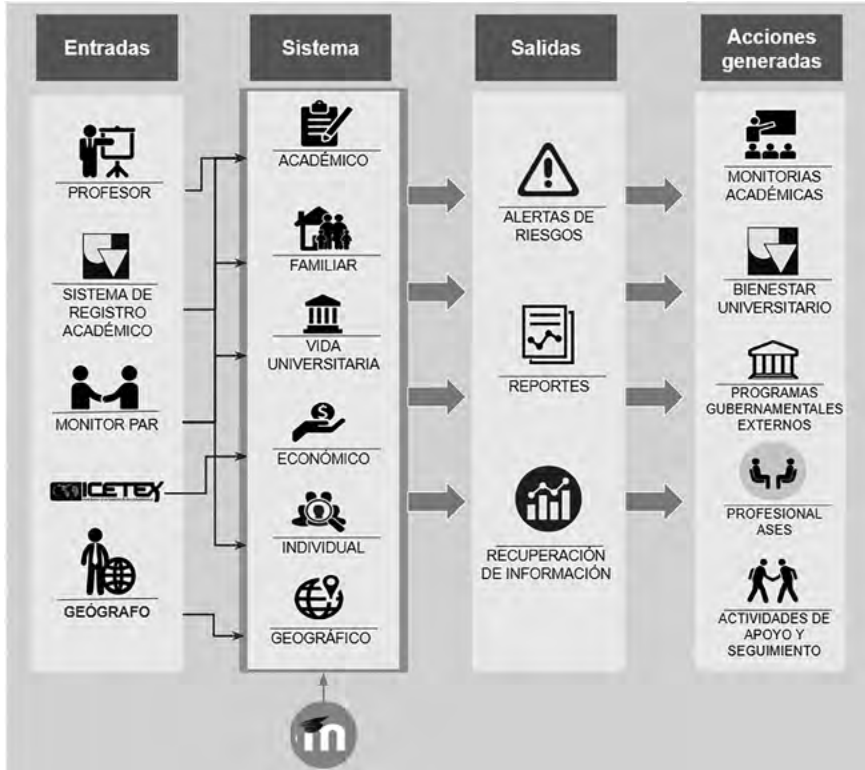 Entradas
PROFESOR
SISTEMA DE
REGISTRO
ACADÉMICO
MONITOR PAR
ICETEX
GEÓGRAFO
Sistema
ACADÉMICO
FAMILIAR
VIDA
UNIVERSITARIA
ECONÓMICO
INDIVIDUAL
GEOGRÁFICO
m
Salidas
ALERTAS DE
RIESGOS
REPORTES
RECUPERACIÓN
DE INFORMACIÓN
Acciones
generadas
MONITORIAS
ACADÉMICAS
BIENESTAR
UNIVERSITARIO
PROGRAMAS
GUBERNAMENTALES
EXTERNOS
PROFESIONAL
ASES
ACTIVIDADES DE
APOYO Y
SEGUIMIENTO